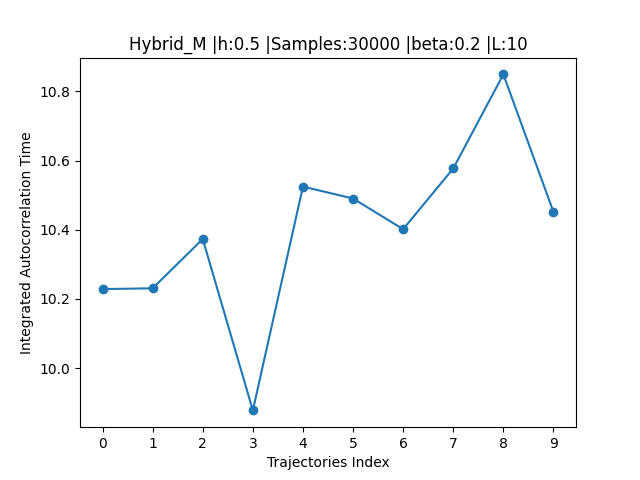 Hybrid_M |h:0.5 |Samples:30000 |beta:0.2 |L:10
Integrated Autocorrelation Time
10.8
10.6
10.4
10.2
10.0
0 1 2 3 4 5 6 7 8 9
Trajectories Index